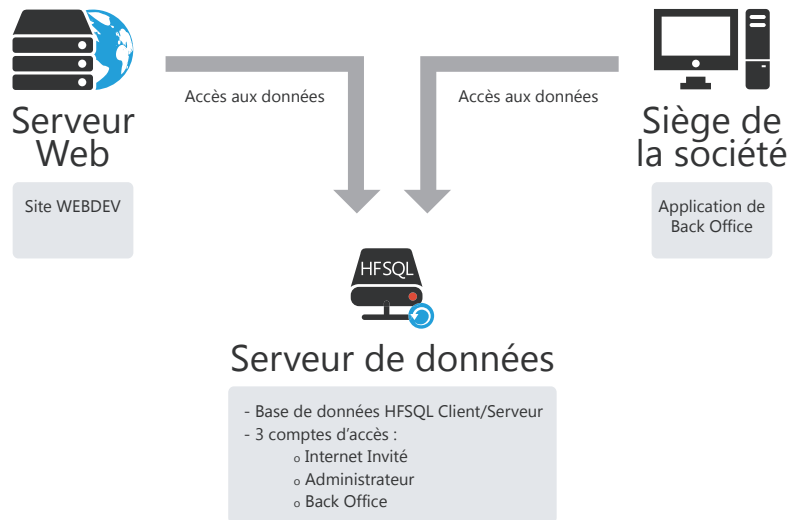 Accès aux données
Accès aux données
Serveur
Web
Siège de
la société
Site WEBDEV
Application de
Back Office
HFSQL
Serveur de données
- Base de données HFSQL Client/Serveur
- 3 comptes d'accès :
o Internet Invité
o Administrateur
o Back Office